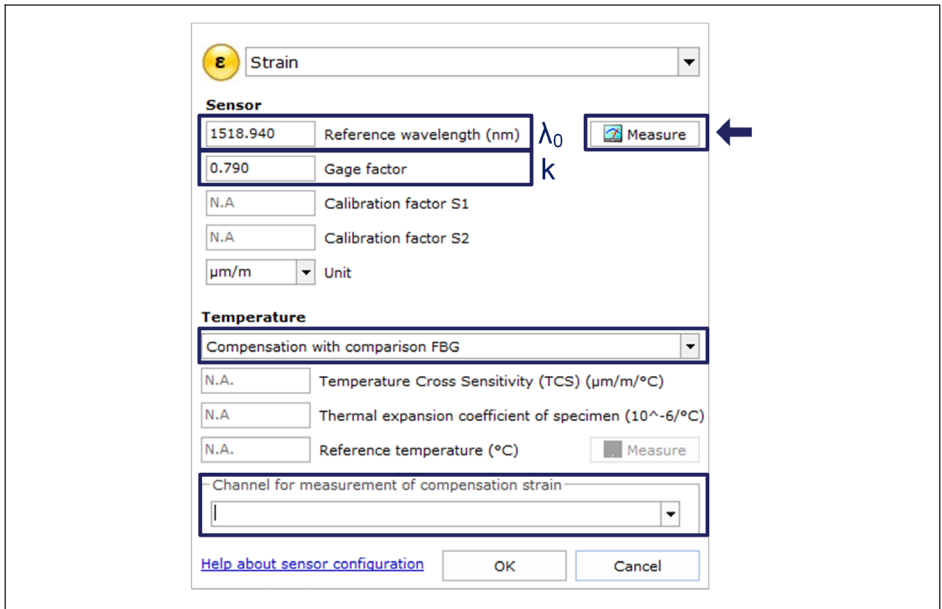 ε Strain
Sensor
1518.940 Reference wavelength (nm) λ0 Measure
0.790 Gage factor k
N.A Calibration factor S1
N.A Calibration factor S2
μm/m Unit
Temperature
Compensation with comparison FBG
N.A. Temperature Cross Sensitivity (TCS) (μm/m/°C)
N.A Thermal expansion coefficient of specimen (10^-6/°C)
N.A. Reference temperature (°C) Measure
Channel for measurement of compensation strain
Help about sensor configuration OK Cancel